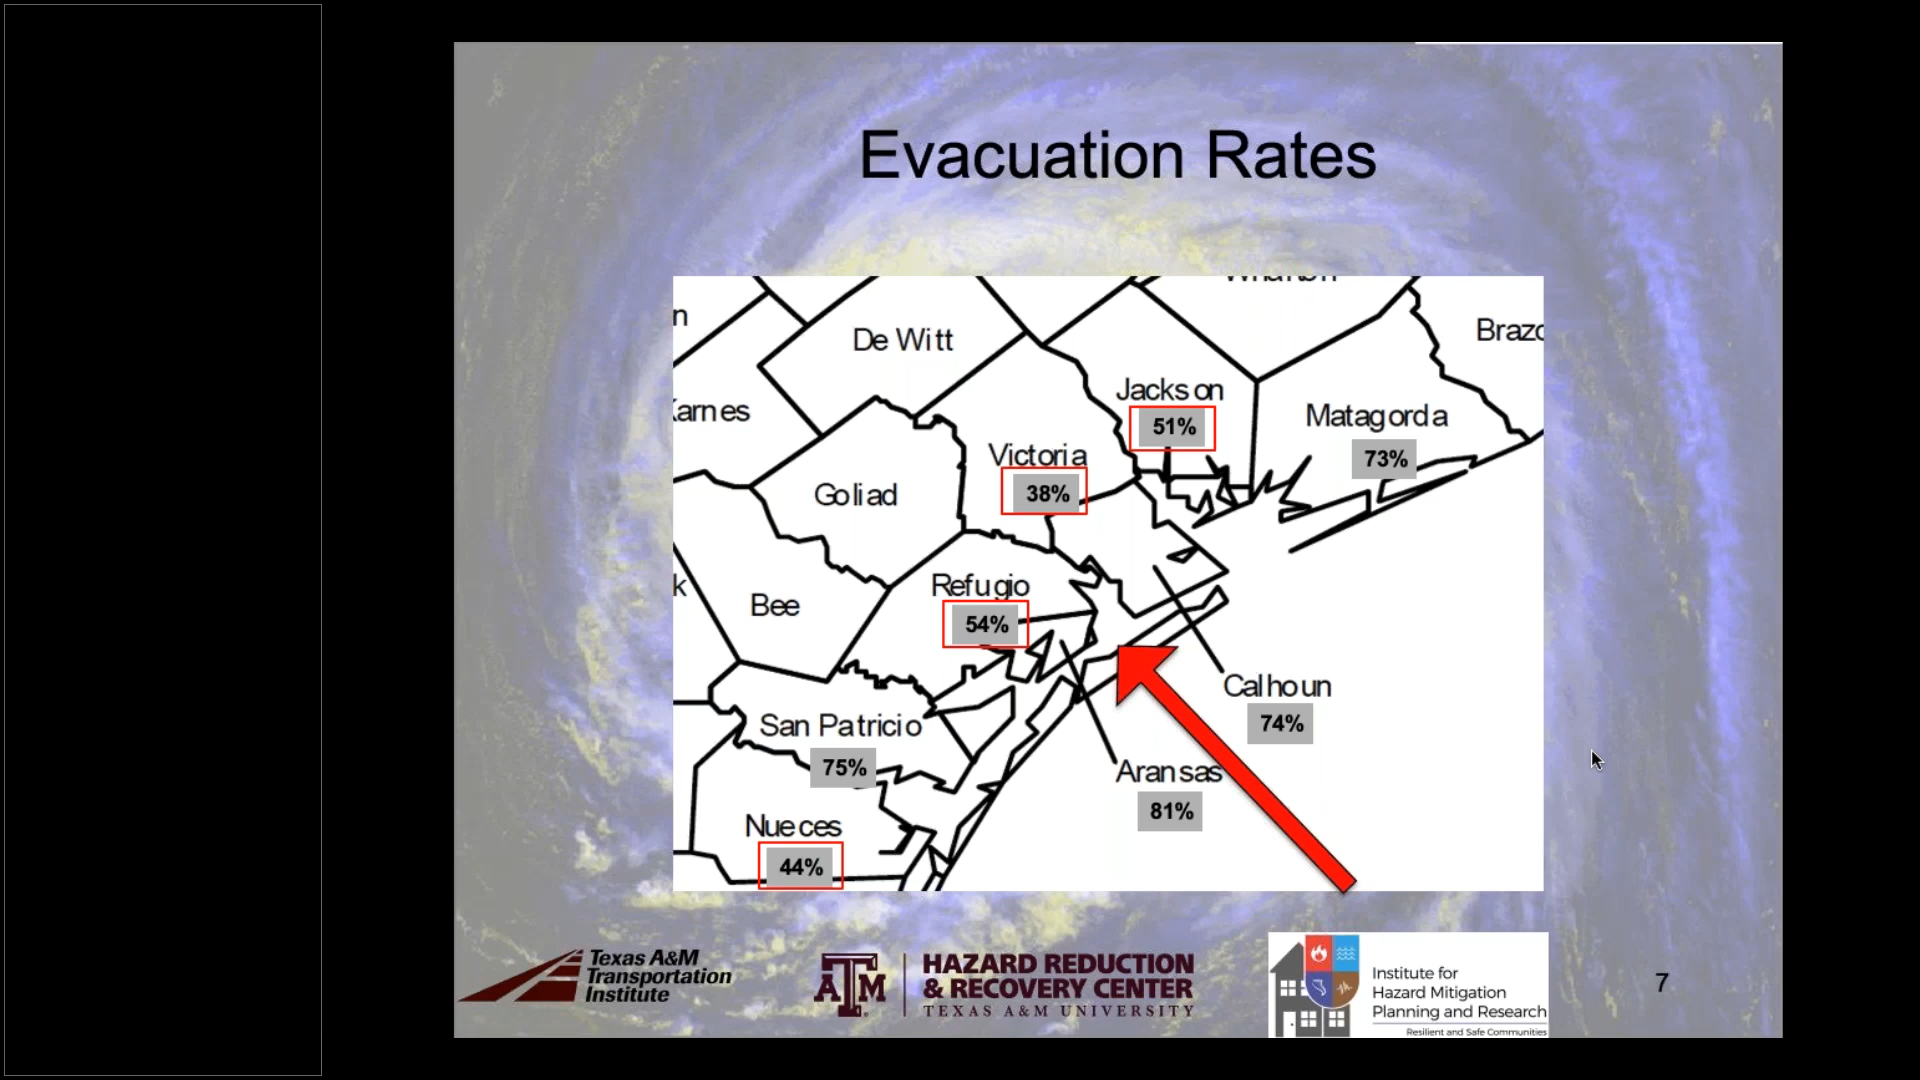 Evacuation Rates
De Witt
Jackson
51%
Matagorda
73%
Victoria
38%
Goliad
Refugio
54%
Bee
Calhoun
74%
San Patricio
75%
Aransas
81%
Nueces
44%
Texas A&M
Transportation
Institute
ATM
HAZARD REDUCTION
& RECOVERY CENTER
TEXAS A&M UNIVERSITY
Institute for
Hazard Mitigation
Planning and Research
Resilient and Safe Communities
7